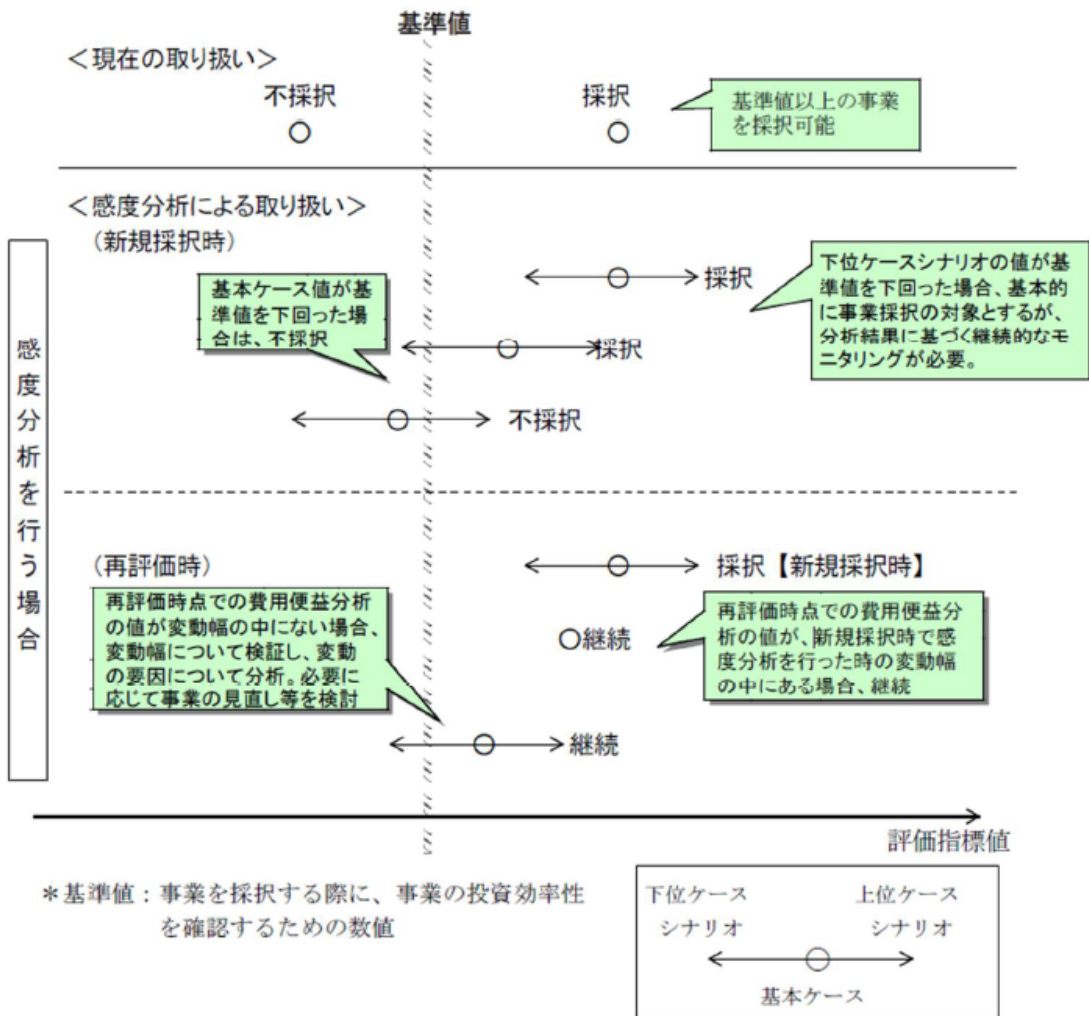 基準値
＜現在の取り扱い＞
不採択
採択
基準値以上の事業
を採択可能
＜感度分析による取り扱い＞
（新規採択時）
採択
下位ケースシナリオの値が基
準値を下回った場合、基本的
に事業採択の対象とするが、
分析結果に基づく継続的なモ
ニタリングが必要。
基本ケース値が基
準値を下回った場
合は、不採択
採択
不採択
感度分析を行う場合
（再評価時）
採択【新規採択時】
再評価時点での費用便益分析
の値が変動幅の中にない場合、
変動幅について検証し、変動
の要因について分析。必要に
応じて事業の見直し等を検討
継続
再評価時点での費用便益分
析の値が、新規採択時で感
度分析を行った時の変動幅
の中にある場合、継続
継続
評価指標値
＊基準値：事業を採択する際に、事業の投資効率性
を確認するための数値
下位ケース
シナリオ
上位ケース
シナリオ
基本ケース